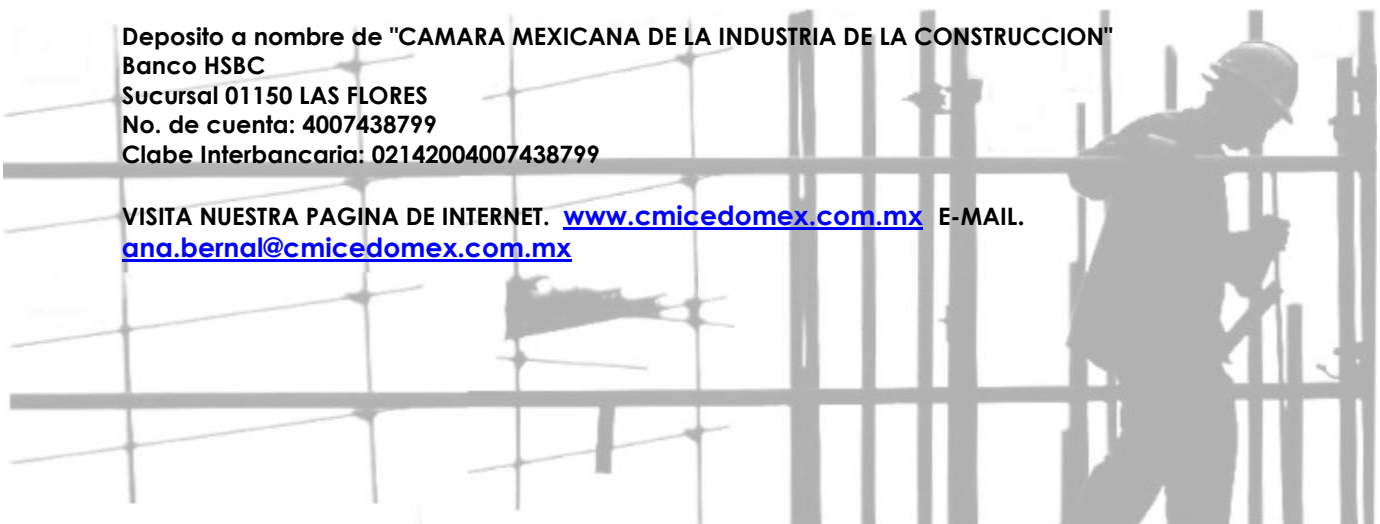 Deposito a nombre de "CAMARA MEXICANA DE LA INDUSTRIA DE LA CONSTRUCCION"
Banco HSBC
Sucursal 01150 LAS FLORES
No. de cuenta: 4007438799
Clabe Interbancaria: 02142004007438799
VISITA NUESTRA PAGINA DE INTERNET. www.cmicedomex.com.mx E-MAIL.
ana.bernal@cmicedomex.com.mx